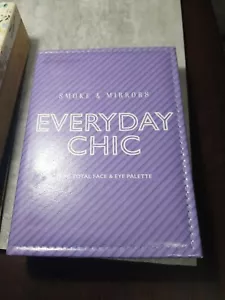 SMOKE & MIRRORS
EVERYDAY
CHIC
TOTAL FACE & EYE PALETTE